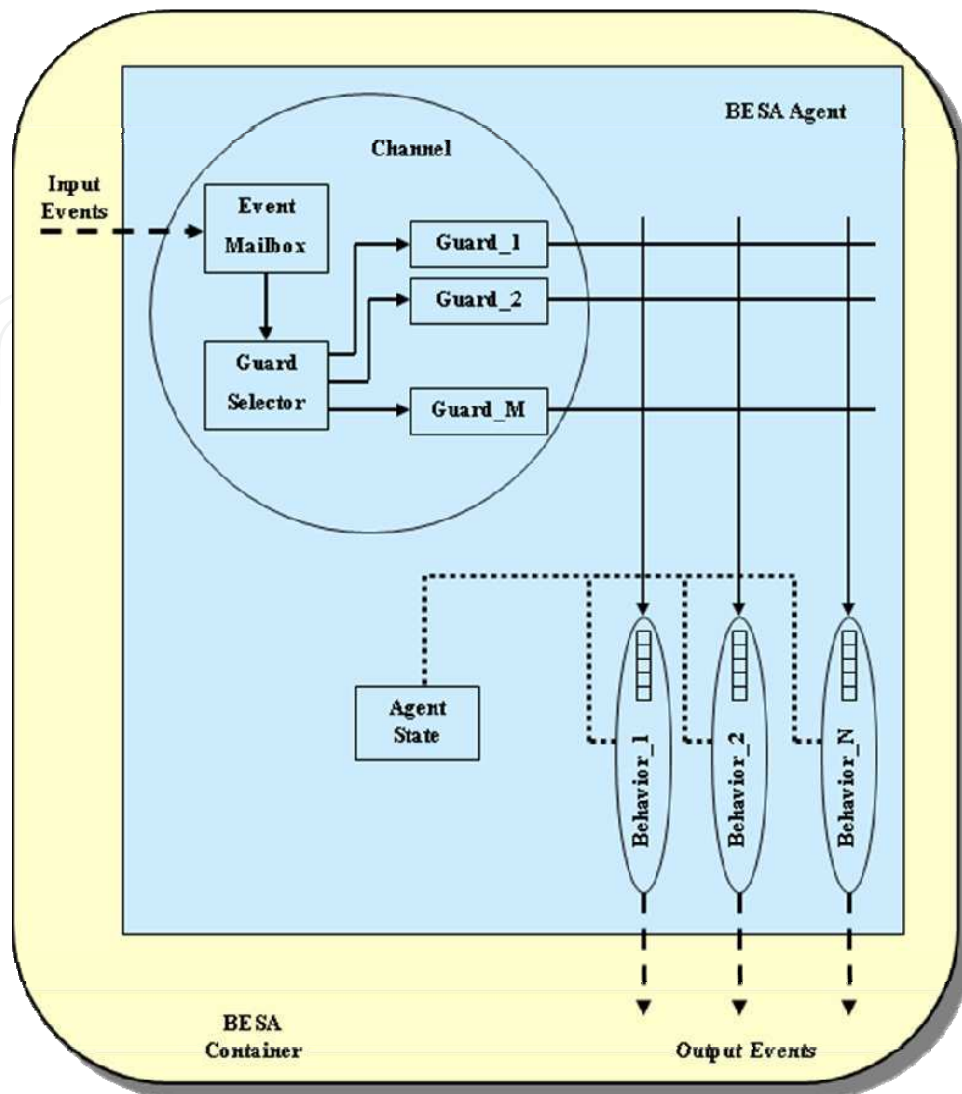 BESA Agent
Channel
Input
Events
Event
Mailbox
Guard_1
Guard_2
Guard
Selector
Guard_M
Agent
State
Behavior_1
Behavior_2
Behavior_N
BESA
Container
Output Events